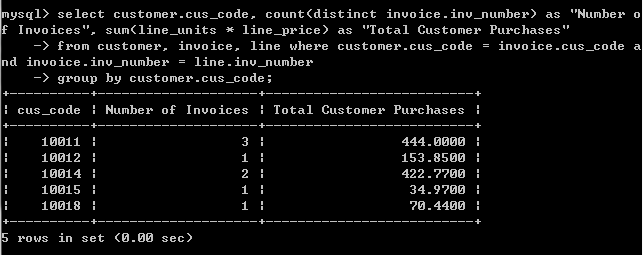 mysql> select customer.cus_code, count(distinct invoice.inv_number) as "Number o
f Invoices", sum(line_units * line_price) as "Total Customer Purchases"
    -> from customer, invoice, line where customer.cus_code = invoice.cus_code a
nd invoice.inv_number = line.inv_number
    -> group by customer.cus_code;
+----------+--------------------+--------------------------+
| cus_code | Number of Invoices | Total Customer Purchases |
+----------+--------------------+--------------------------+
|    10011 |                  3 |                 444.0000 |
|    10012 |                  1 |                 153.8500 |
|    10014 |                  2 |                 422.7700 |
|    10015 |                  1 |                  34.9700 |
|    10018 |                  1 |                  70.4400 |
+----------+--------------------+--------------------------+
5 rows in set (0.00 sec)